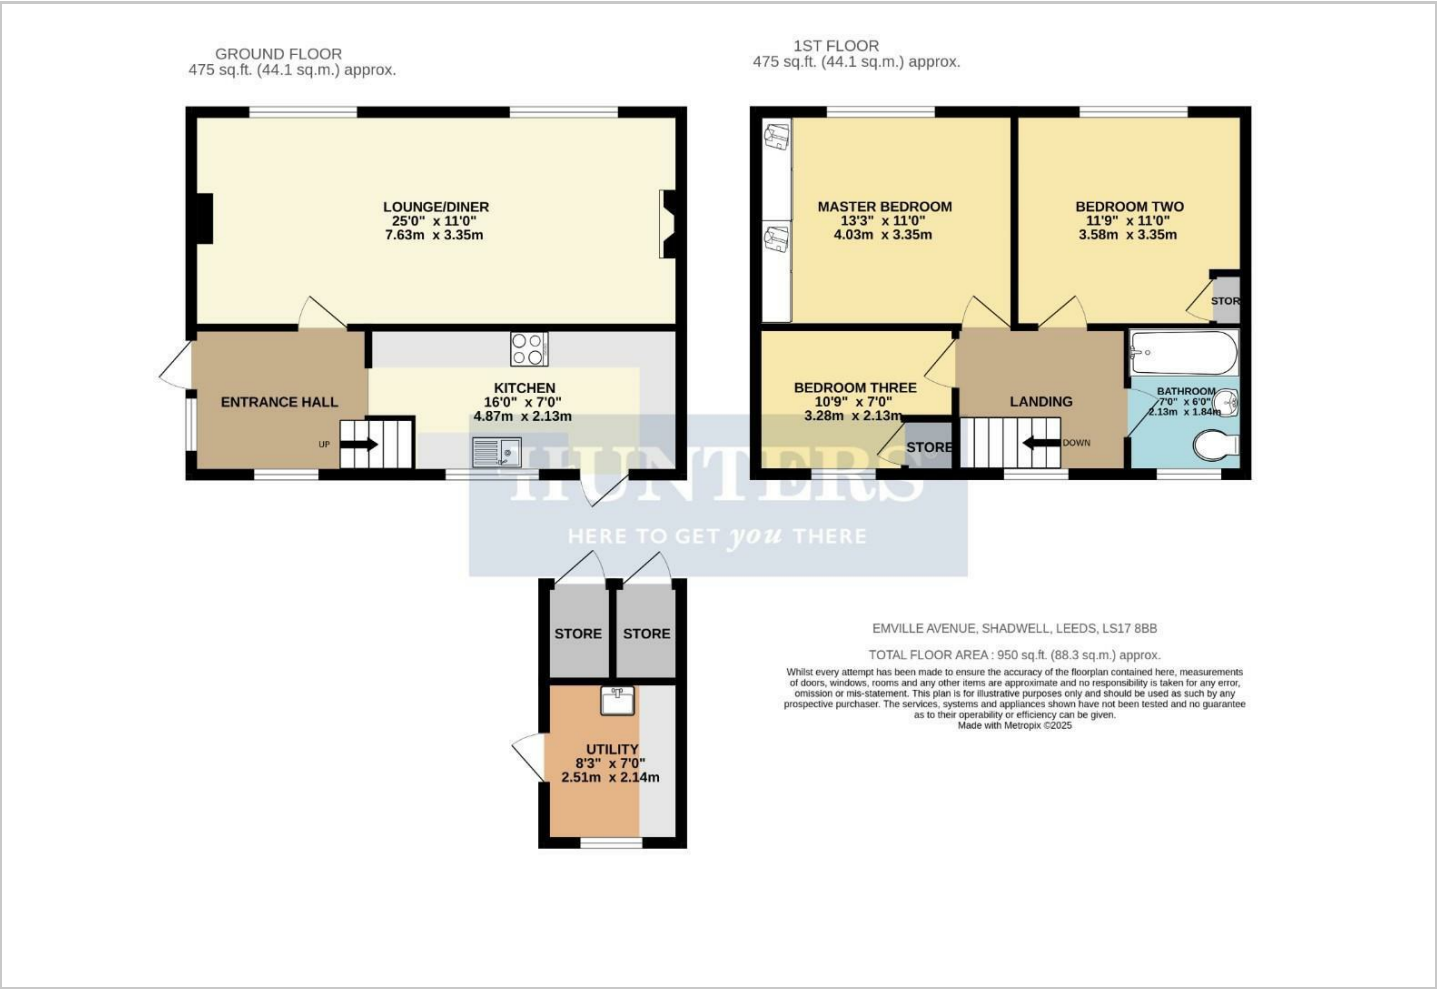 GROUND FLOOR
475 sq.ft. (44.1 sq.m.) approx.
1ST FLOOR
475 sq.ft. (44.1 sq.m.) approx.
LOUNGE/DINER
25'0" x 11'0"
7.63m x 3.35m
ENTRANCE HALL
UP
KITCHEN
16'0" x 7'0"
4.87m x 2.13m
MASTER BEDROOM
13'3" x 11'0"
4.03m x 3.35m
BEDROOM TWO
11'9" x 11'0"
3.58m x 3.35m
STOR
BEDROOM THREE
10'9" x 7'0"
3.28m x 2.13m
STORE
LANDING
DOWN
BATHROOM
7'0" x 6'0"
2.13m x 1.84m
HUNTERS
HERE TO GET you THERE
STORE
STORE
UTILITY
8'3" x 7'0"
2.51m x 2.14m
EMVILLE AVENUE, SHADWELL, LEEDS, LS17 8BB
TOTAL FLOOR AREA : 950 sq.ft. (88.3 sq.m.) approx.
Whilst every attempt has been made to ensure the accuracy of the floorplan contained here, measurements
of doors, windows, rooms and any other items are approximate and no responsibility is taken for any error,
omission or mis-statement. This plan is for illustrative purposes only and should be used as such by any
prospective purchaser. The services, systems and appliances shown have not been tested and no guarantee
as to their operability or efficiency can be given.
Made with Metropix ©2025